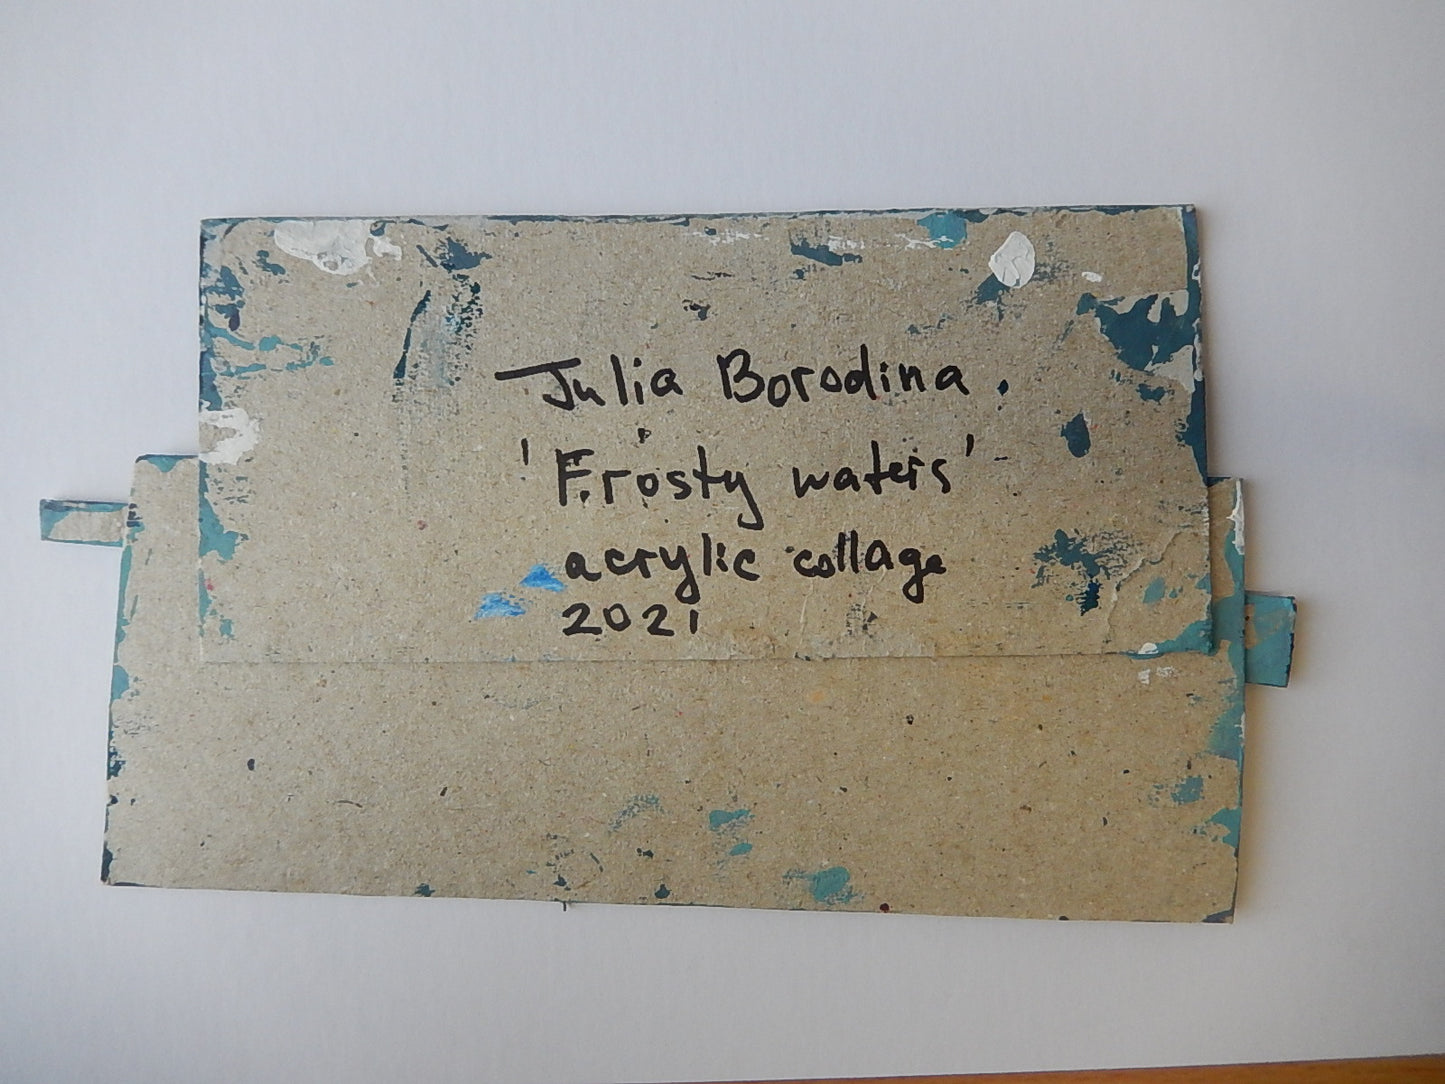 Julia Borodina.
'Frosty waters'
acrylic collage
2021